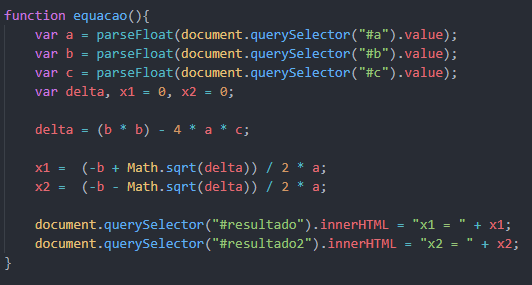 function equacao(){
var a = parseFloat(document.querySelector("#a").value);
var b = parseFloat(document.querySelector("#b").value);
var c = parseFloat(document.querySelector("#c").value);
var delta, x1 = 0, x2 = 0;
delta = (b * b) - 4 * a * c;
x1 =  (-b + Math.sqrt(delta)) / 2 * a;
x2 =  (-b - Math.sqrt(delta)) / 2 * a;
document.querySelector("#resultado").innerHTML = "x1 = " + x1;
document.querySelector("#resultado2").innerHTML = "x2 = " + x2;
}